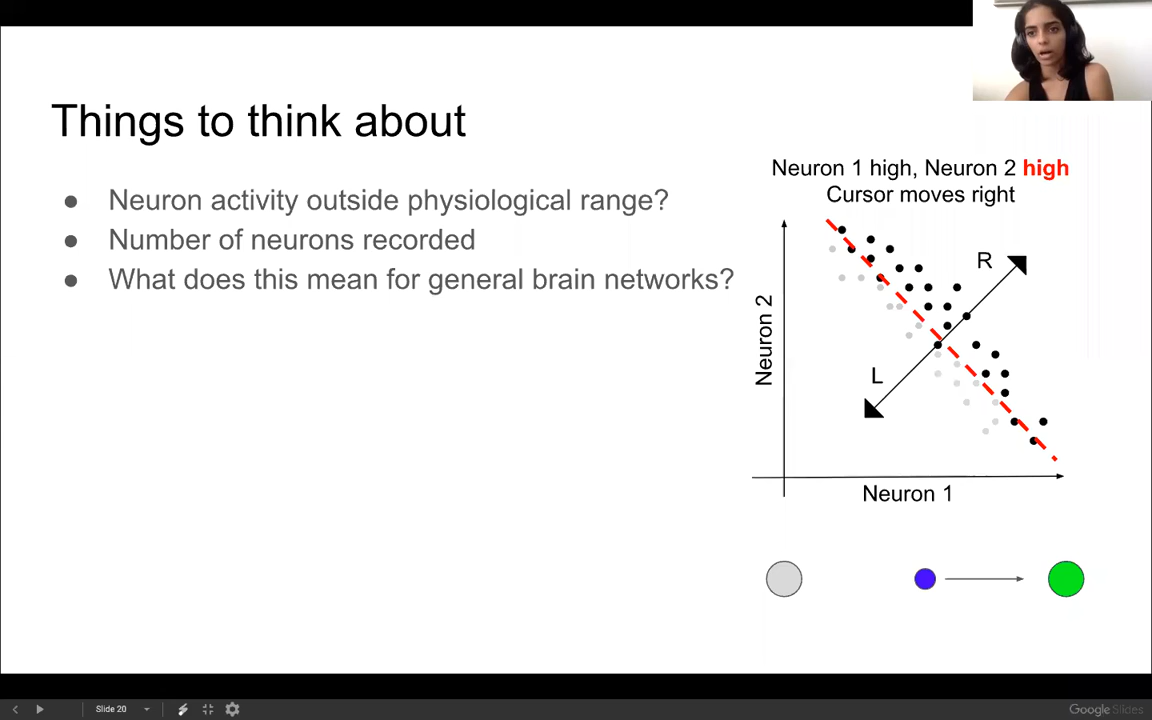 Things to think about
● Neuron activity outside physiological range?
● Number of neurons recorded
● What does this mean for general brain networks?
Neuron 1 high, Neuron 2 high
Cursor moves right
R
L
Neuron 2
Neuron 1
Slide 20
Google Slides